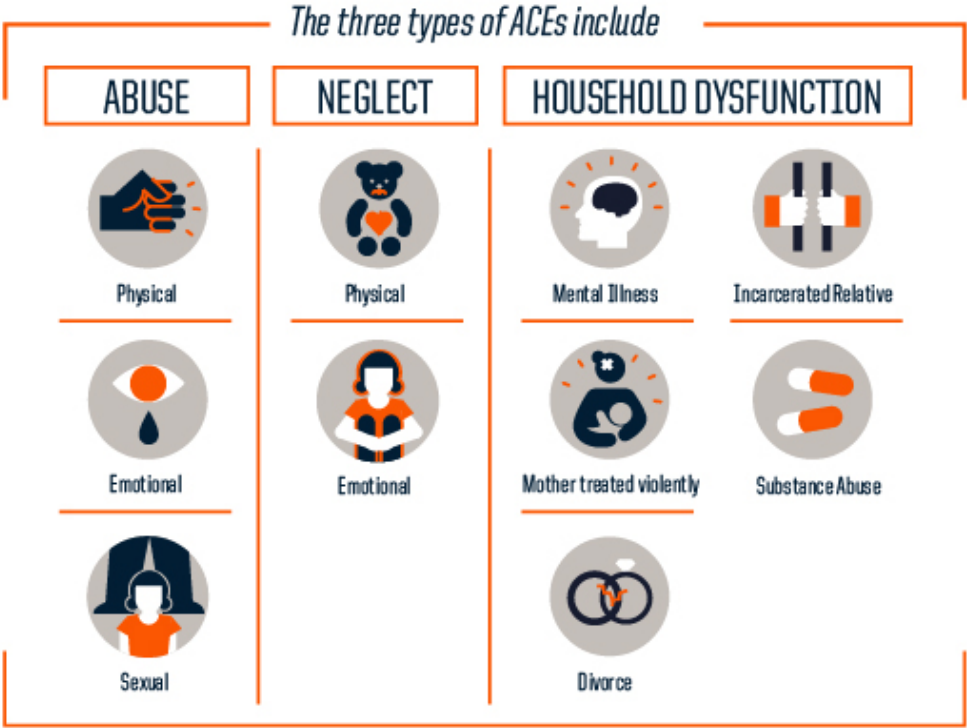 The three types of ACEs include
ABUSE
NEGLECT
HOUSEHOLD DYSFUNCTION
Physical
Emotional
Sexual
Physical
Emotional
Mental Illness
Incarcerated Relative
Mother treated violently
Substance Abuse
Divorce